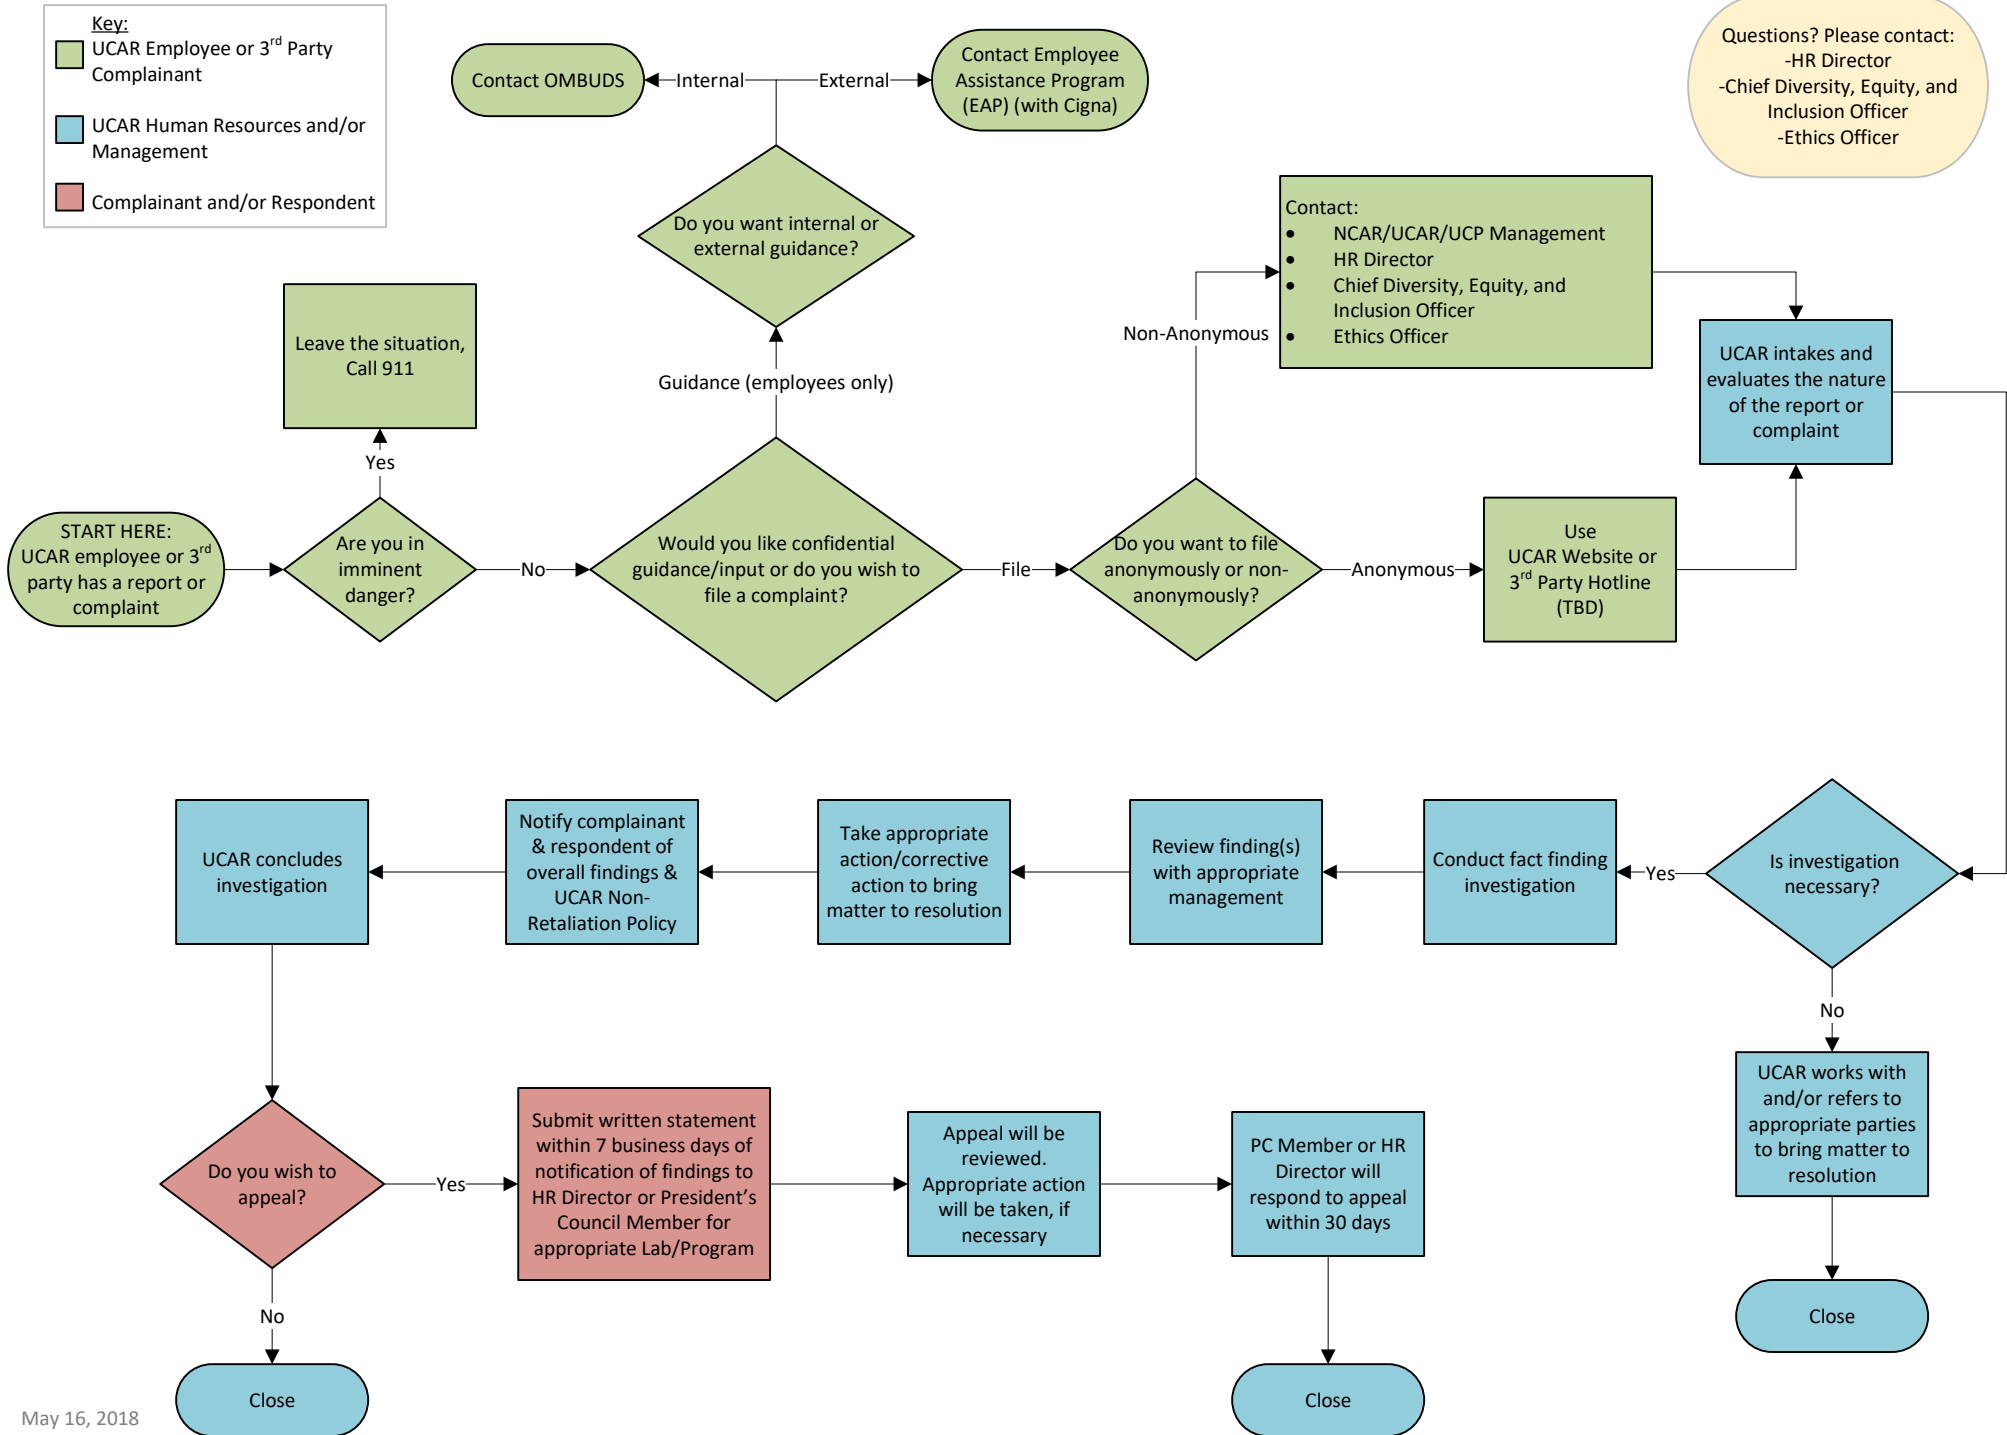 Key:
UCAR Employee or 3rd Party
Complainant
UCAR Human Resources and/or
Management
Complainant and/or Respondent
Contact OMBUDS
Internal
External
Contact Employee
Assistance Program
(EAP) (with Cigna)
Questions? Please contact:
-HR Director
-Chief Diversity, Equity, and
Inclusion Officer
-Ethics Officer
Do you want internal or
external guidance?
Contact:
• NCAR/UCAR/UCP Management
• HR Director
• Chief Diversity, Equity, and
Inclusion Officer
• Ethics Officer
Non-Anonymous
Leave the situation,
Call 911
Guidance (employees only)
UCAR intakes and
evaluates the nature
of the report or
complaint
Yes
START HERE:
UCAR employee or 3rd
party has a report or
complaint
Are you in
imminent
danger?
No
Would you like confidential
guidance/input or do you wish to
file a complaint?
File
Do you want to file
anonymously or non-
anonymously?
Anonymous
Use
UCAR Website or
3rd Party Hotline
(TBD)
UCAR concludes
investigation
Notify complainant
& respondent of
overall findings &
UCAR Non-
Retaliation Policy
Take appropriate
action/corrective
action to bring
matter to resolution
Review finding(s)
with appropriate
management
Conduct fact finding
investigation
Yes
Is investigation
necessary?
No
UCAR works with
and/or refers to
appropriate parties
to bring matter to
resolution
Do you wish to
appeal?
Yes
Submit written statement
within 7 business days of
notification of findings to
HR Director or President’s
Council Member for
appropriate Lab/Program
Appeal will be
reviewed.
Appropriate action
will be taken, if
necessary
PC Member or HR
Director will
respond to appeal
within 30 days
No
Close
Close
Close
May 16, 2018